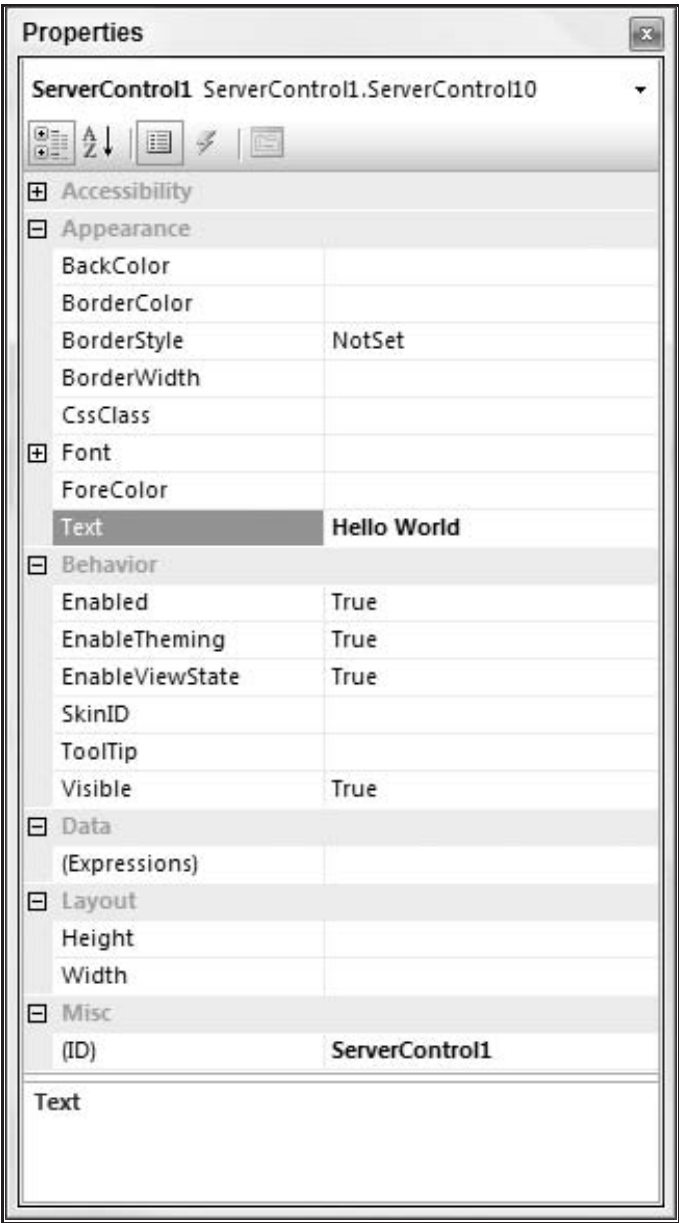 Properties
ServerControl1 ServerControl1.ServerControl10
A
Z
Accessibility
Appearance
BackColor
BorderColor
BorderStyle NotSet
BorderWidth
CssClass
Font
ForeColor
Text Hello World
Behavior
Enabled True
EnableTheming True
EnableViewState True
SkinID
ToolTip
Visible True
Data
(Expressions)
Layout
Height
Width
Misc
(ID) ServerControl1
Text